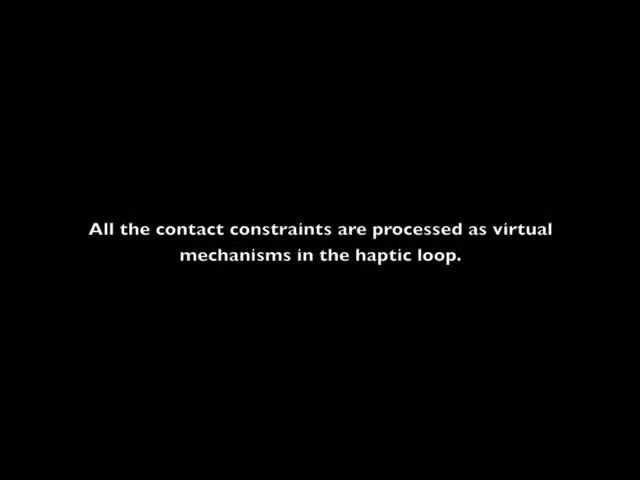 All the contact constraints are processed as virtual
mechanisms in the haptic loop.